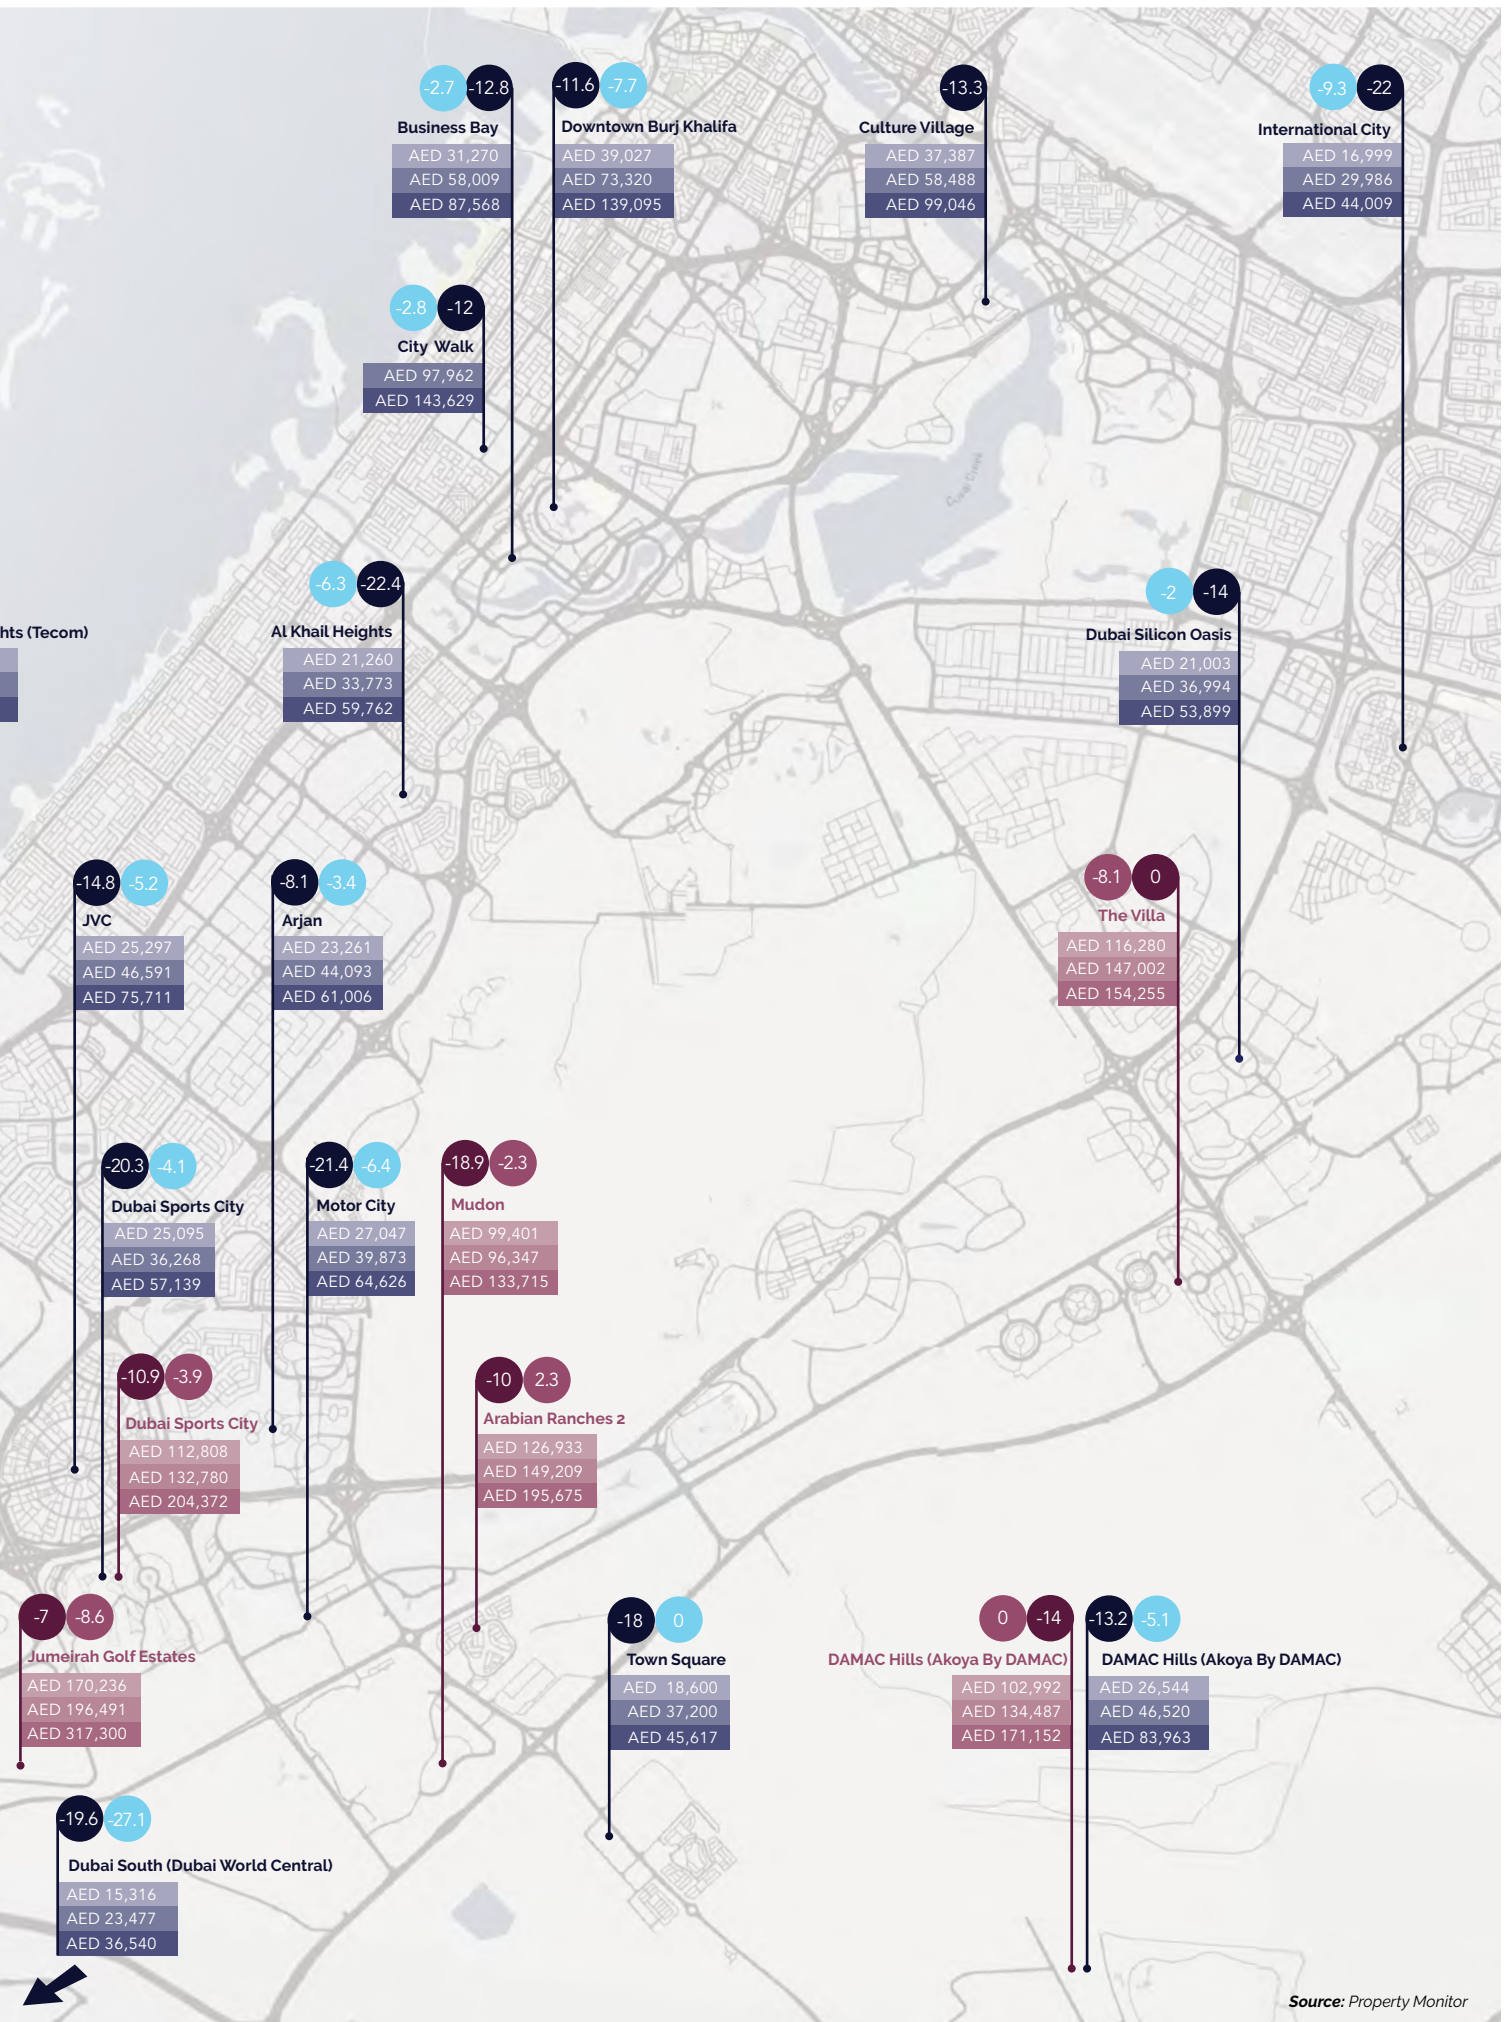 -2.7 -12.8
Business Bay
AED 31,270
AED 58,009
AED 87,568
-11.6 -7.7
Downtown Burj Khalifa
AED 39,027
AED 73,320
AED 139,095
-13.3
Culture Village
AED 37,387
AED 58,488
AED 99,046
-9.3 -22
International City
AED 16,999
AED 29,986
AED 44,009
-2.8 -12
City Walk
AED 97,962
AED 143,629
-6.3 -22.4
Al Khail Heights
AED 21,260
AED 33,773
AED 59,762
hts (Tecom)
-2 -14
Dubai Silicon Oasis
AED 21,003
AED 36,994
AED 53,899
-14.8 -5.2
JVC
AED 25,297
AED 46,591
AED 75,711
-8.1 -3.4
Arjan
AED 23,261
AED 44,093
AED 61,006
-8.1 0
The Villa
AED 116,280
AED 147,002
AED 154,255
-20.3 -4.1
Dubai Sports City
AED 25,095
AED 36,268
AED 57,139
-21.4 -6.4
Motor City
AED 27,047
AED 39,873
AED 64,626
-18.9 -2.3
Mudon
AED 99,401
AED 96,347
AED 133,715
-10.9 -3.9
Dubai Sports City
AED 112,808
AED 132,780
AED 204,372
-10 2.3
Arabian Ranches 2
AED 126,933
AED 149,209
AED 195,675
-7 -8.6
Jumeirah Golf Estates
AED 170,236
AED 196,491
AED 317,300
-18 0
Town Square
AED 18,600
AED 37,200
AED 45,617
0 -14
DAMAC Hills (Akoya By DAMAC)
AED 102,992
AED 134,487
AED 171,152
-13.2 -5.1
DAMAC Hills (Akoya By DAMAC)
AED 26,544
AED 46,520
AED 83,963
-19.6 -27.1
Dubai South (Dubai World Central)
AED 15,316
AED 23,477
AED 36,540
Source: Property Monitor